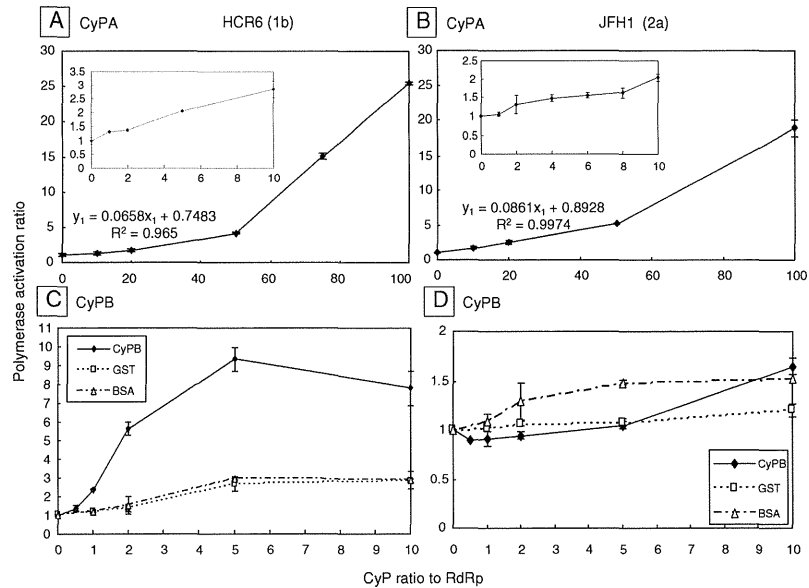 A CyPA HCR6 (1b)
30
25
20
15
10
5
0
3.5
3
2.5
2
1.5
1
0.5
0
0 2 4 6 8 10
y1 = 0.0658x1 + 0.7483
R² = 0.965
0 20 40 60 80 100
B CyPA JFH1 (2a)
30
25
20
15
10
5
0
2.5
2
1.5
1
0.5
0
0 2 4 6 8 10
y1 = 0.0861x1 + 0.8928
R² = 0.9974
0 20 40 60 80 100
Polymerase activation ratio
C CyPB
11
10
9
8
7
6
5
4
3
2
1
0
CyPB
GST
BSA
0 1 2 3 4 5 6 7 8 9 10
D CyPB
2
1.5
1
0.5
0
CyPB
GST
BSA
0 1 2 3 4 5 6 7 8 9 10
CyP ratio to RdRp